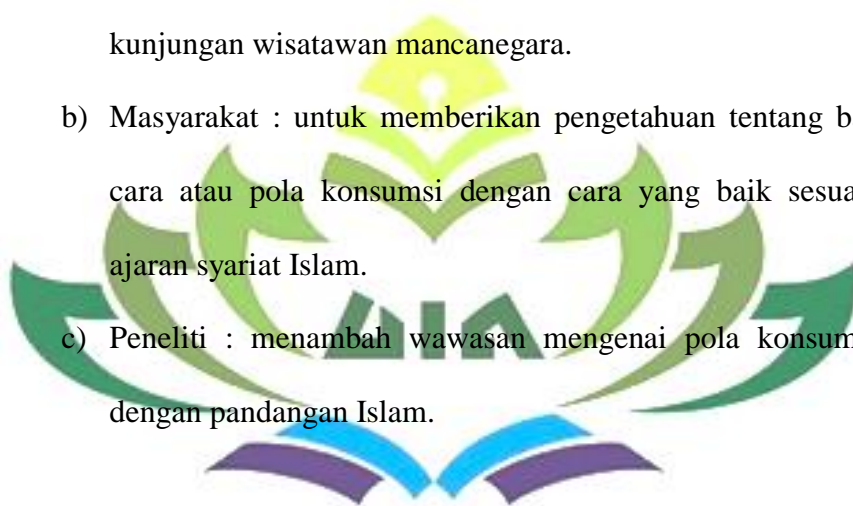 kunjungan wisatawan mancanegara.
b) Masyarakat : untuk memberikan pengetahuan tentang
cara atau pola konsumsi dengan cara yang baik
ajaran syariat Islam.
c) Peneliti : menambah wawasan mengenai pola
dengan pandangan Islam.